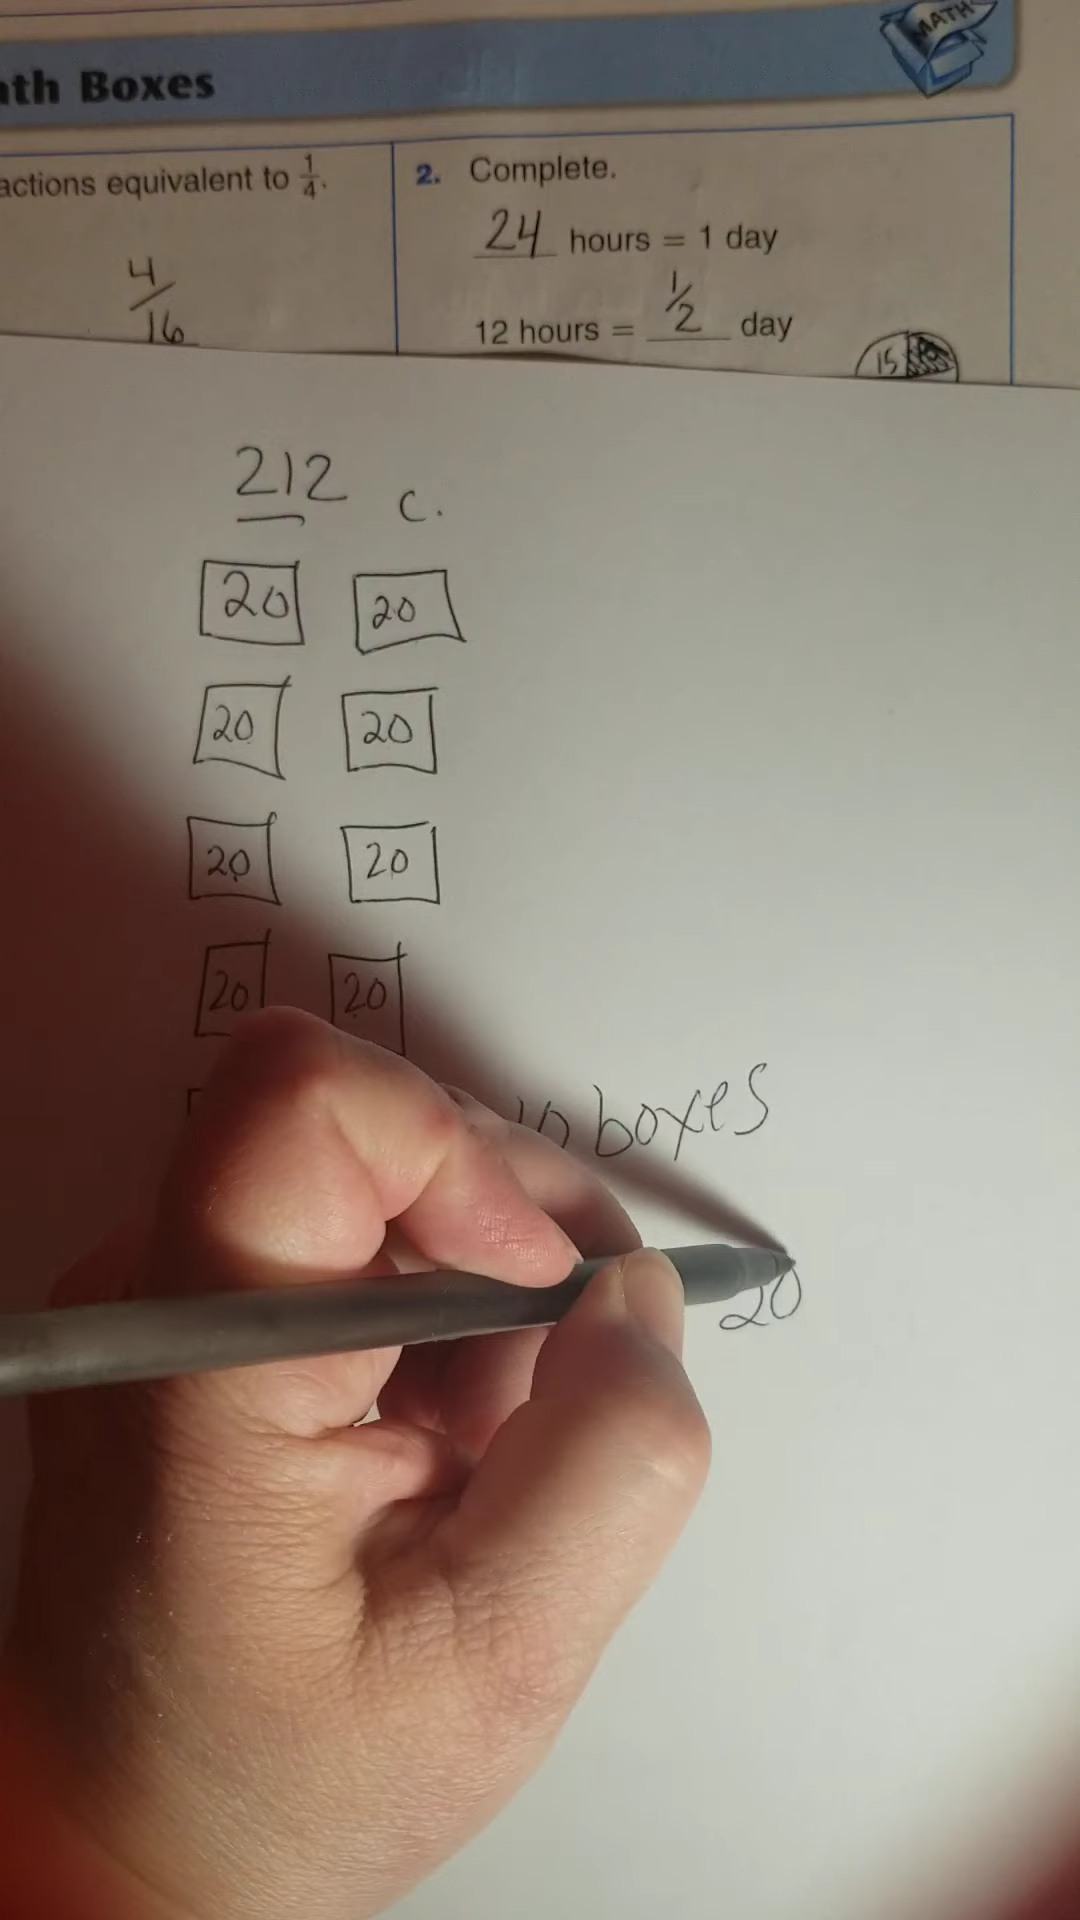 ath Boxes
MATH
actions equivalent to 1/4.
4/16
2. Complete.
24 hours = 1 day
12 hours = 1/2 day
15
212 c.
20 20
20 20
20 20
20 20
10 boxes
20